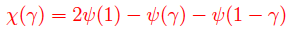 χ(γ) = 2ψ(1) − ψ(γ) − ψ(1 − γ)